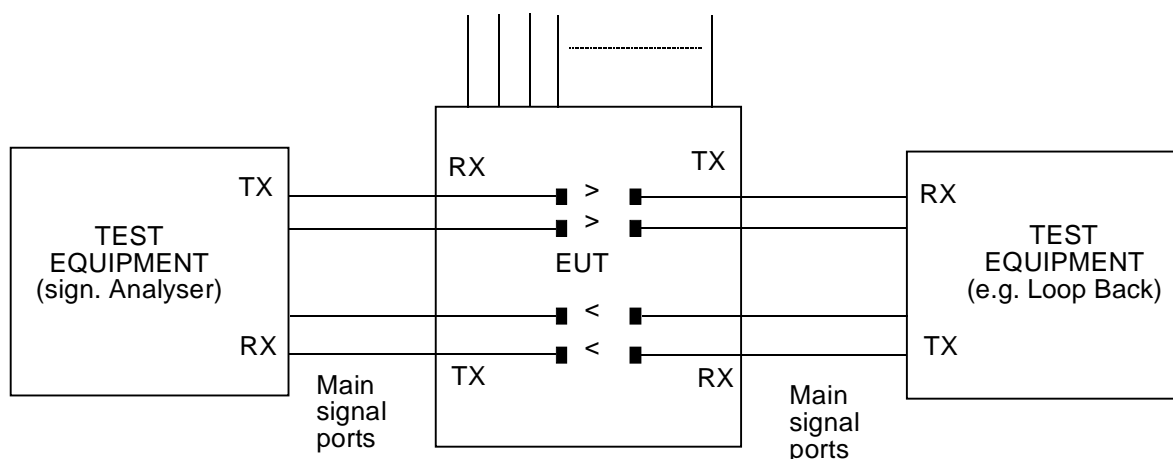 RX
TX
TX
>
RX
>
TEST
EQUIPMENT
(sign. Analyser)
EUT
TEST
EQUIPMENT
(e.g. Loop Back)
<
RX
<
TX
TX
RX
Main
signal
ports
Main
signal
ports